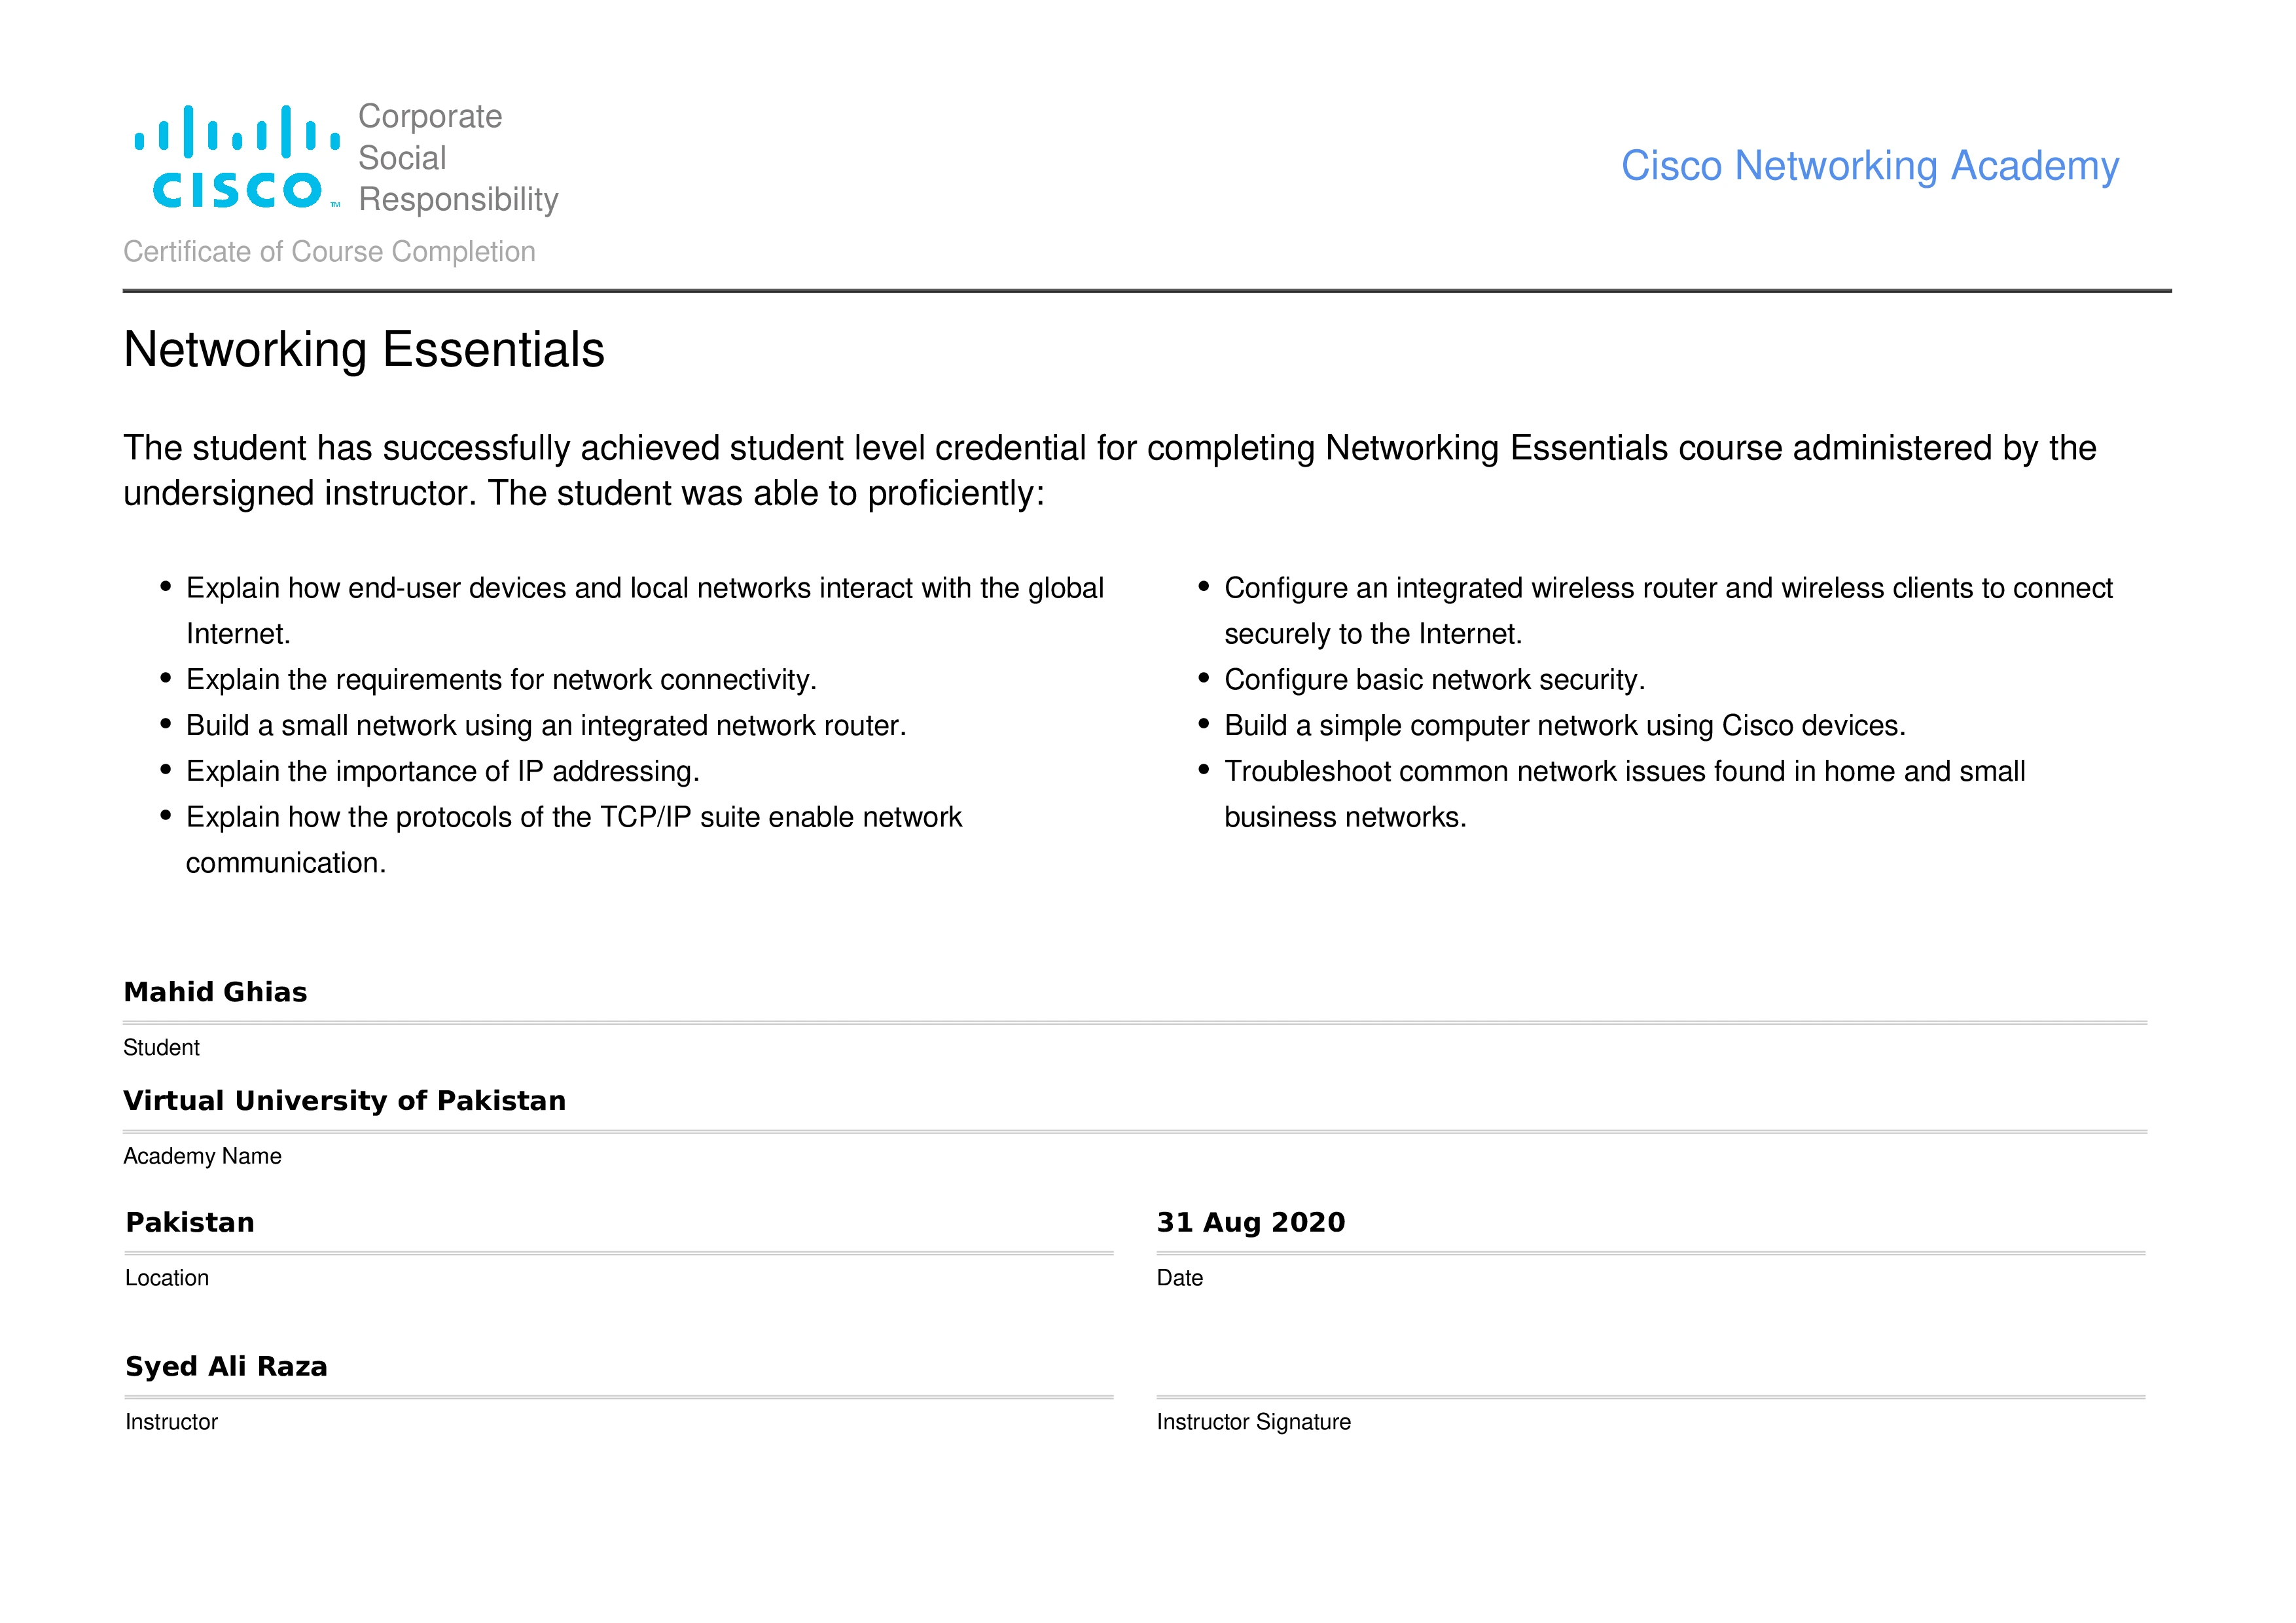 Corporate
Social
Responsibility
CISCO™
Cisco Networking Academy
Certificate of Course Completion
Networking Essentials
The student has successfully achieved student level credential for completing Networking Essentials course administered by the
undersigned instructor. The student was able to proficiently:
• Explain how end-user devices and local networks interact with the global
Internet.
• Explain the requirements for network connectivity.
• Build a small network using an integrated network router.
• Explain the importance of IP addressing.
• Explain how the protocols of the TCP/IP suite enable network
communication.
• Configure an integrated wireless router and wireless clients to connect
securely to the Internet.
• Configure basic network security.
• Build a simple computer network using Cisco devices.
• Troubleshoot common network issues found in home and small
business networks.
Mahid Ghias
Student
Virtual University of Pakistan
Academy Name
Pakistan
Location
31 Aug 2020
Date
Syed Ali Raza
Instructor
Instructor Signature